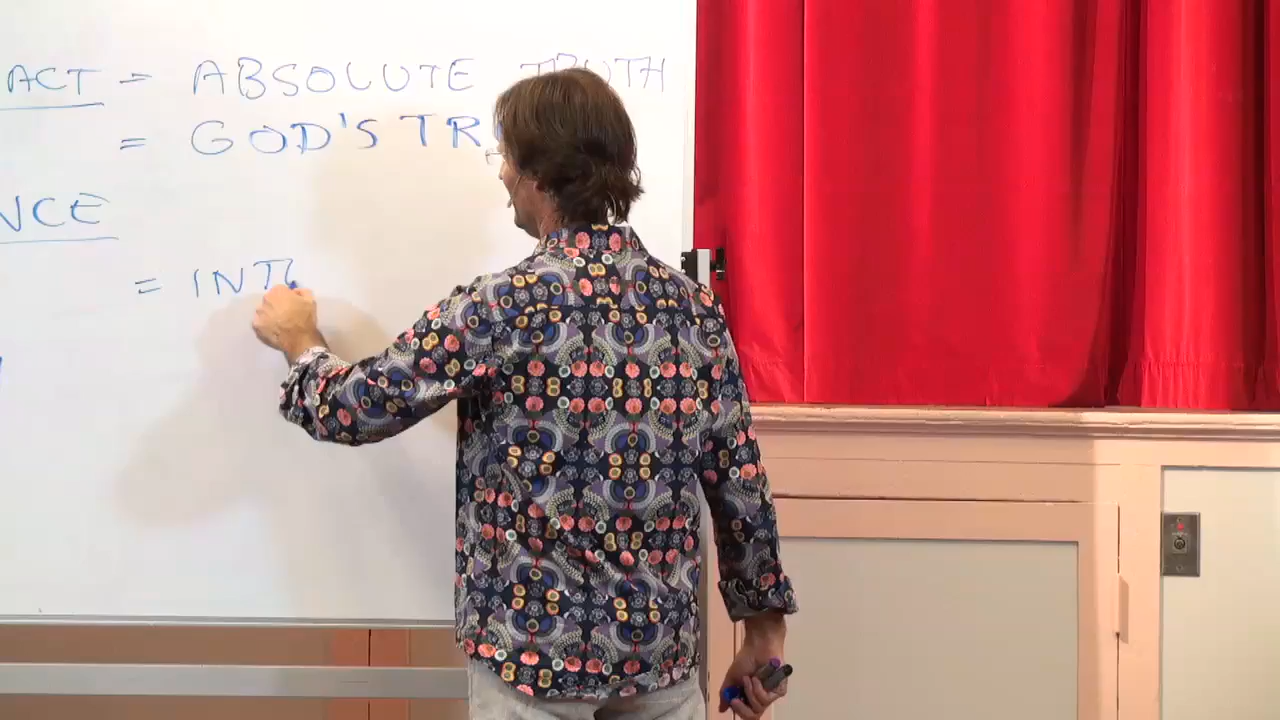 ACT = ABSOLUTE TRUTH
= GOD'S TR
NCE
= INT